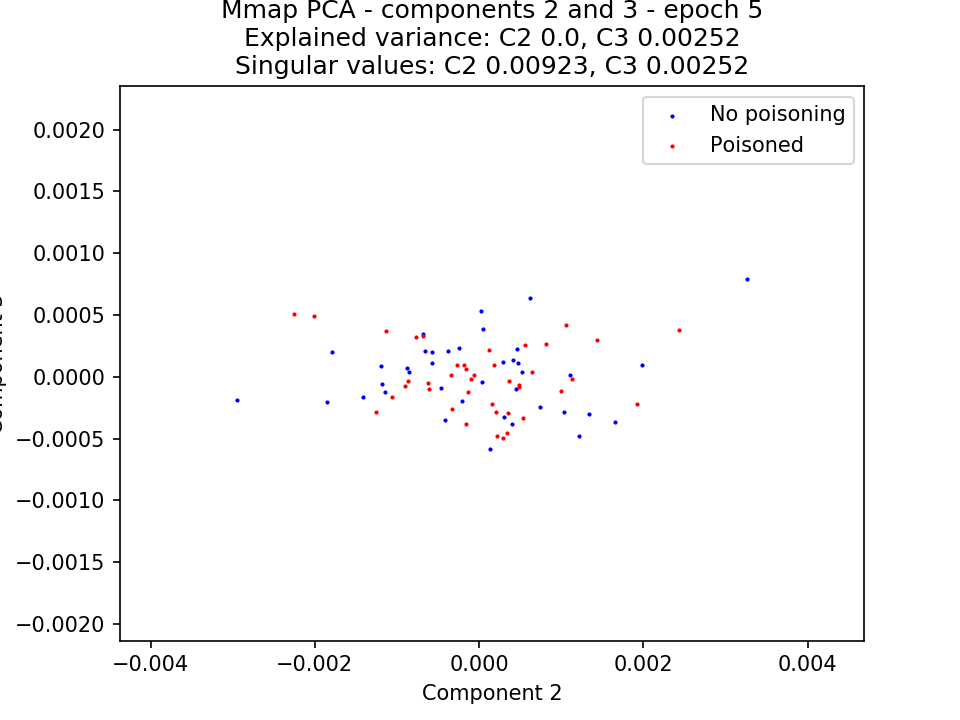 Mmap PCA - components 2 and 3 - epoch 5
Explained variance: C2 0.0, C3 0.00252
Singular values: C2 0.00923, C3 0.00252
No poisoning
Poisoned
0.0020
0.0015
0.0010
0.0005
0.0000
−0.0005
−0.0010
−0.0015
−0.0020
−0.004
−0.002
0.000
0.002
0.004
Component 2